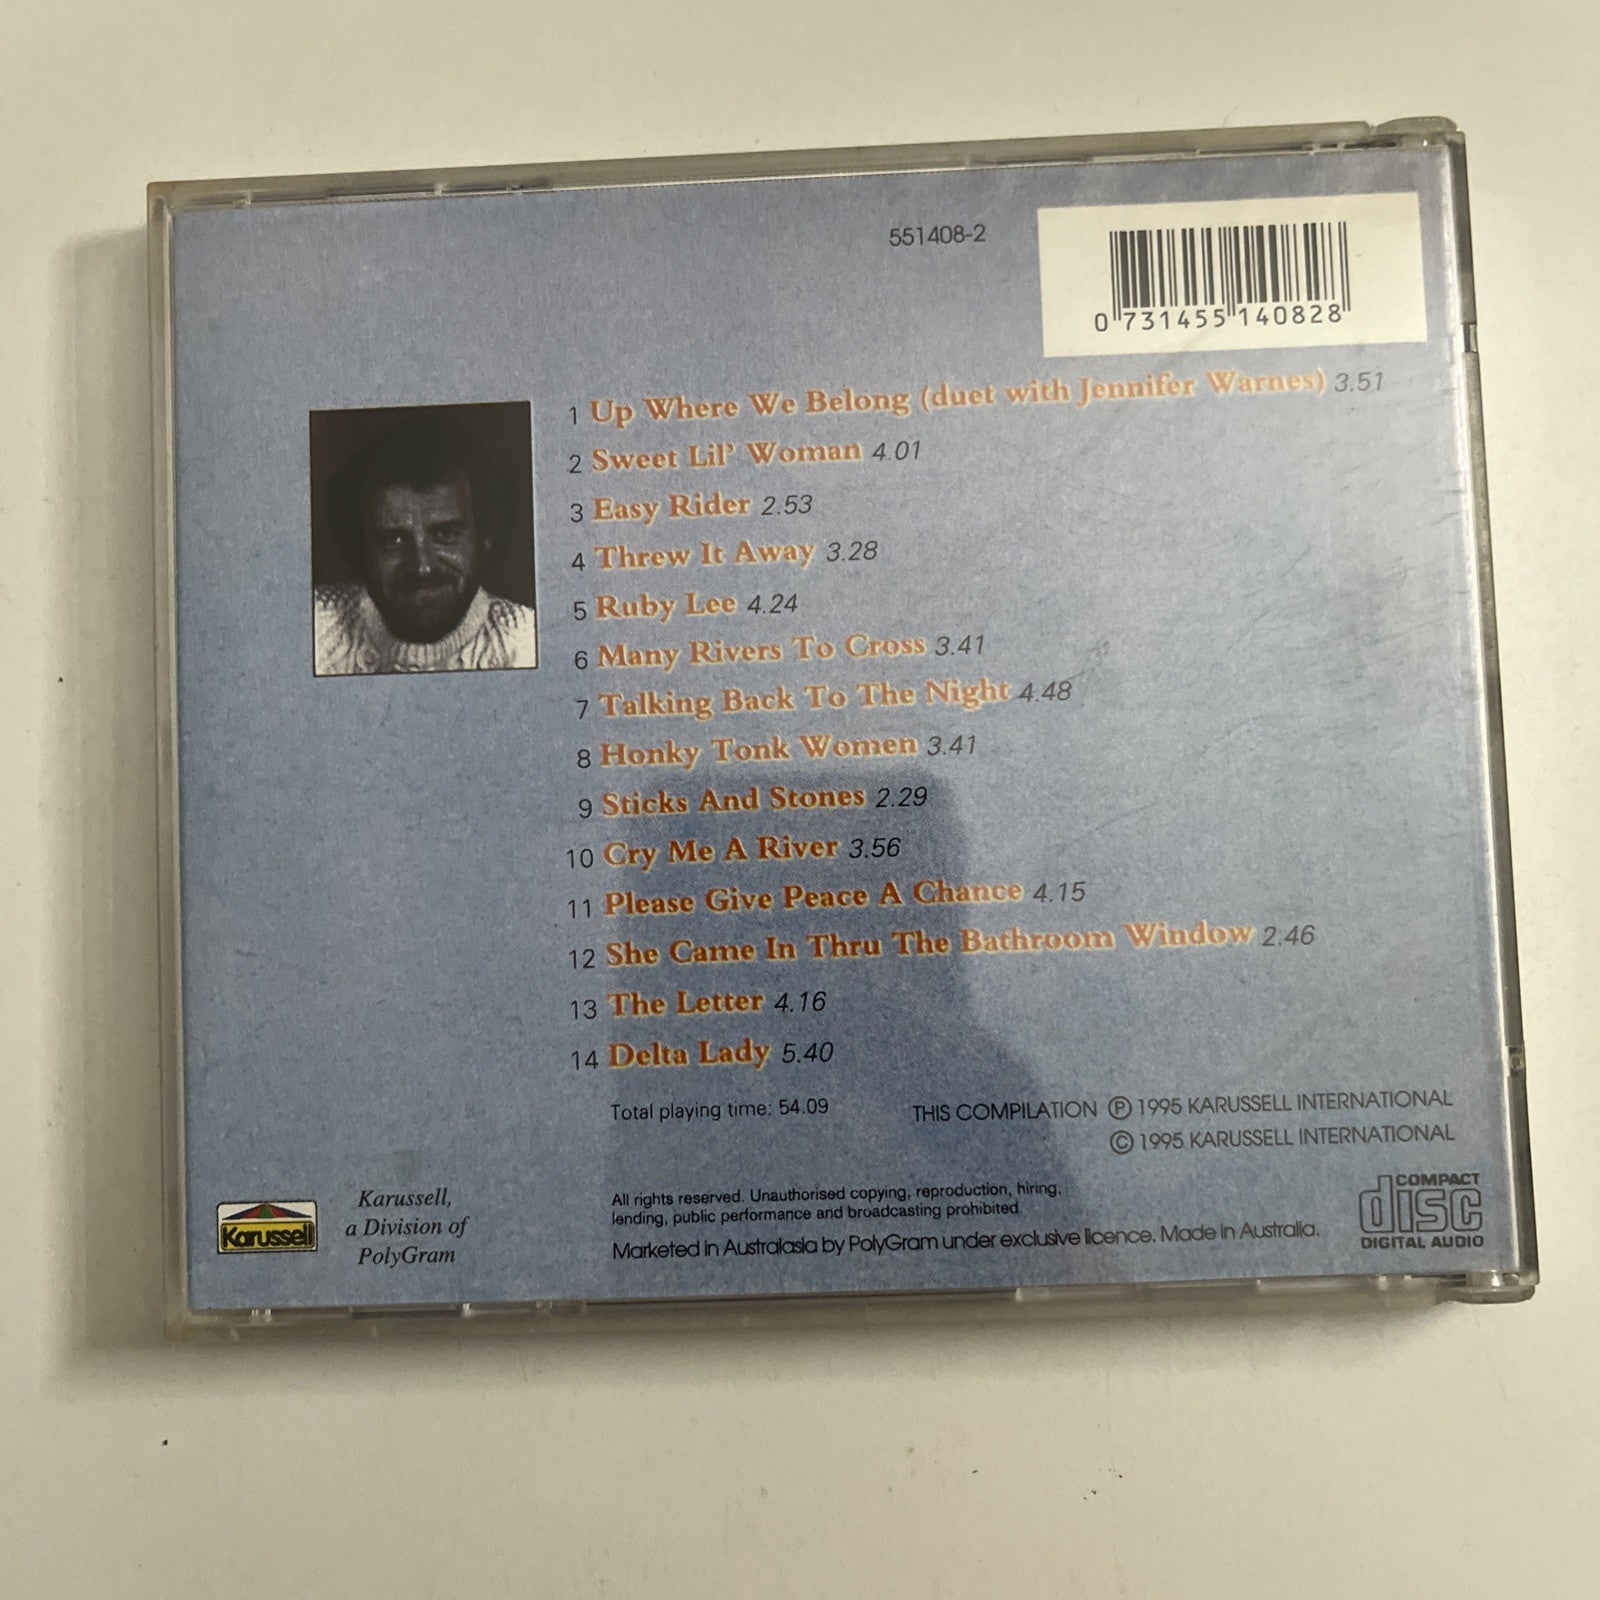 551408-2
0 731455 140828
1 Up Where We Belong (duet with Jennifer Warnes) 3.51
2 Sweet Lil' Woman 4.01
3 Easy Rider 2.53
4 Threw It Away 3.28
5 Ruby Lee 4.24
6 Many Rivers To Cross 3.41
7 Talking Back To The Night 4.48
8 Honky Tonk Women 3.41
9 Sticks And Stones 2.29
10 Cry Me A River 3.56
11 Please Give Peace A Chance 4.15
12 She Came In Thru The Bathroom Window 2.46
13 The Letter 4.16
14 Delta Lady 5.40
Total playing time: 54.09
THIS COMPILATION Ⓟ 1995 KARUSSELL INTERNATIONAL
© 1995 KARUSSELL INTERNATIONAL
Karussell
Karussell,
a Division of
PolyGram
All rights reserved. Unauthorised copying, reproduction, hiring,
lending, public performance and broadcasting prohibited.
Marketed in Australasia by PolyGram under exclusive licence. Made in Australia.
COMPACT
disc
DIGITAL AUDIO